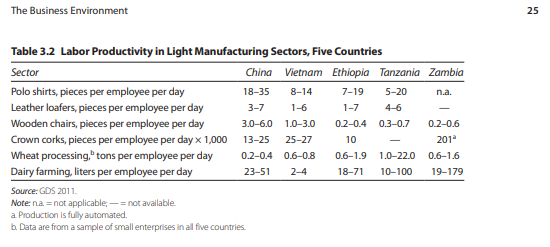 The Business Environment 25
Table 3.2 Labor Productivity in Light Manufacturing Sectors, Five Countries
Sector China Vietnam Ethiopia Tanzania Zambia
Polo shirts, pieces per employee per day 18–35 8–14 7–19 5–20 n.a.
Leather loafers, pieces per employee per day 3–7 1–6 1–7 4–6 —
Wooden chairs, pieces per employee per day 3.0–6.0 1.0–3.0 0.2–0.4 0.3–0.7 0.2–0.6
Crown corks, pieces per employee per day × 1,000 13–25 25–27 10 — 201a
Wheat processing,b tons per employee per day 0.2–0.4 0.6–0.8 0.6–1.9 1.0–22.0 0.6–1.6
Dairy farming, liters per employee per day 23–51 2–4 18–71 10–100 19–179
Source: GDS 2011.
Note: n.a. = not applicable; — = not available.
a. Production is fully automated.
b. Data are from a sample of small enterprises in all five countries.